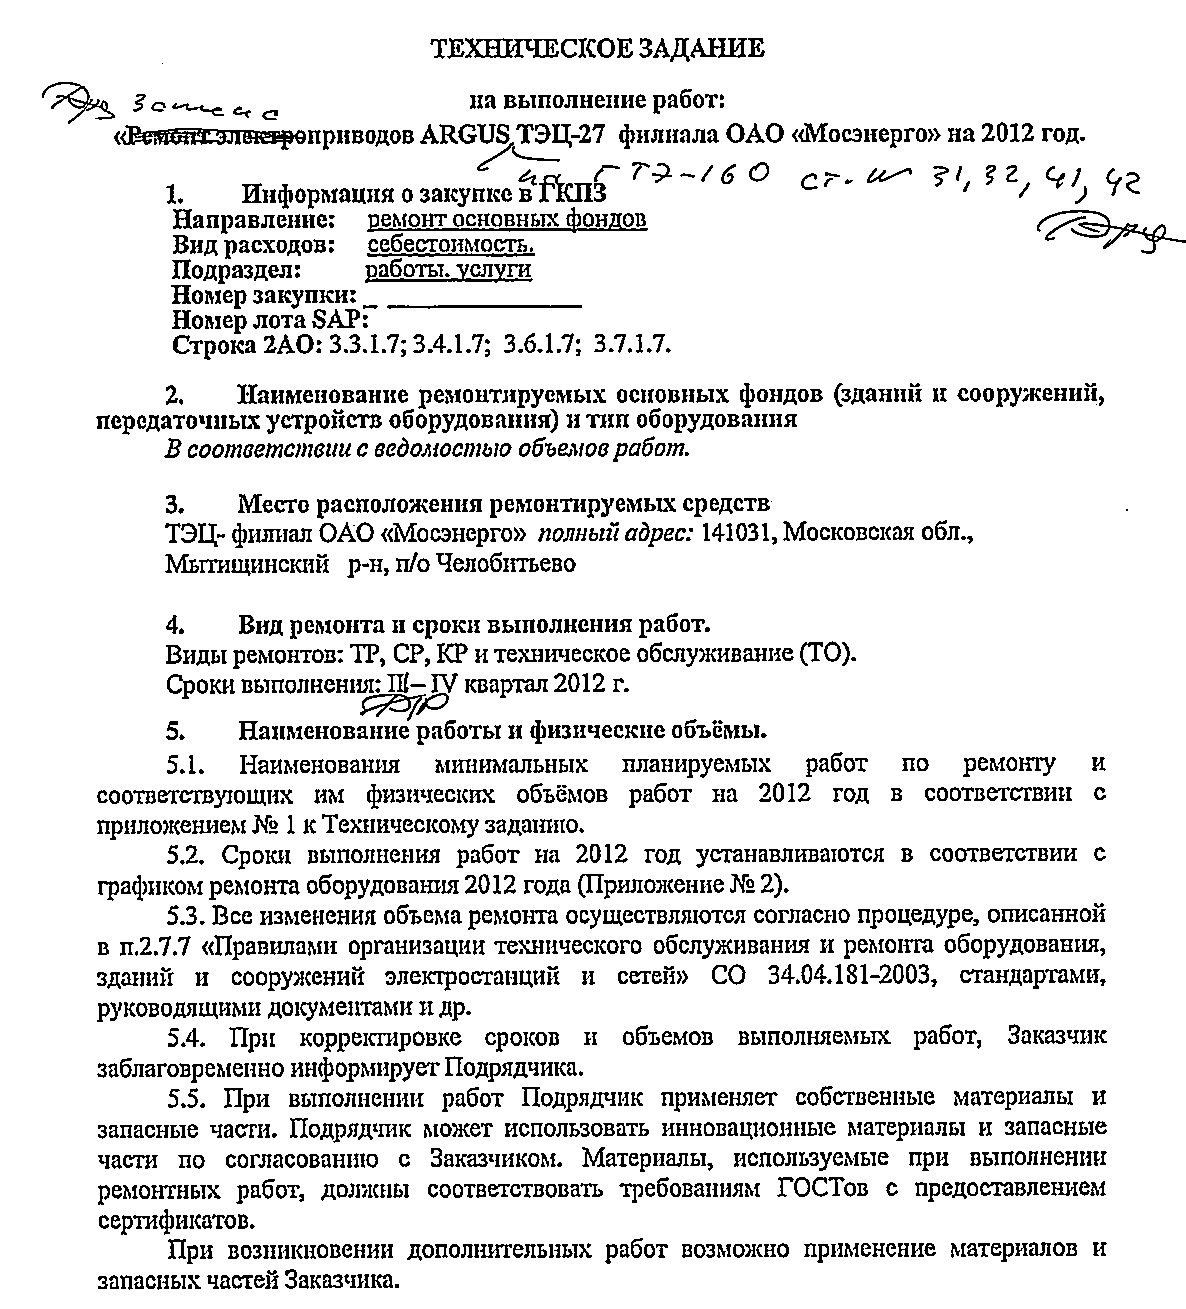 ТЕХНИЧЕСКОЕ ЗАДАНИЕ
замена
на выполнение работ:
«Ремонт электроприводов ARGUS ТЭЦ-27 филиала ОАО «Мосэнерго» на 2012 год.
на ГТЭ-160 ст. № 31, 32, 41, 42
1. Информация о закупке в ГКПЗ
Направление: ремонт основных фондов
Вид расходов: себестоимость.
Подраздел: работы. услуги
Номер закупки: _ _______________
Номер лота SAP:
Строка 2АО: 3.3.1.7; 3.4.1.7; 3.6.1.7; 3.7.1.7.
2. Наименование ремонтируемых основных фондов (зданий и сооружений,
передаточных устройств оборудования) и тип оборудования
В соответствии с ведомостью объемов работ.
3. Место расположения ремонтируемых средств
ТЭЦ- филиал ОАО «Мосэнерго» полный адрес: 141031, Московская обл.,
Мытищинский р-н, п/о Челобитьево
4. Вид ремонта и сроки выполнения работ.
Виды ремонтов: ТР, СР, КР и техническое обслуживание (ТО).
Сроки выполнения: III– IV квартал 2012 г.
5. Наименование работы и физические объёмы.
5.1. Наименования минимальных планируемых работ по ремонту и
соответствующих им физических объёмов работ на 2012 год в соответствии с
приложением № 1 к Техническому заданию.
5.2. Сроки выполнения работ на 2012 год устанавливаются в соответствии с
графиком ремонта оборудования 2012 года (Приложение № 2).
5.3. Все изменения объема ремонта осуществляются согласно процедуре, описанной
в п.2.7.7 «Правилами организации технического обслуживания и ремонта оборудования,
зданий и сооружений электростанций и сетей» СО 34.04.181-2003, стандартами,
руководящими документами и др.
5.4. При корректировке сроков и объемов выполняемых работ, Заказчик
заблаговременно информирует Подрядчика.
5.5. При выполнении работ Подрядчик применяет собственные материалы и
запасные части. Подрядчик может использовать инновационные материалы и запасные
части по согласованию с Заказчиком. Материалы, используемые при выполнении
ремонтных работ, должны соответствовать требованиям ГОСТов с предоставлением
сертификатов.
При возникновении дополнительных работ возможно применение материалов и
запасных частей Заказчика.